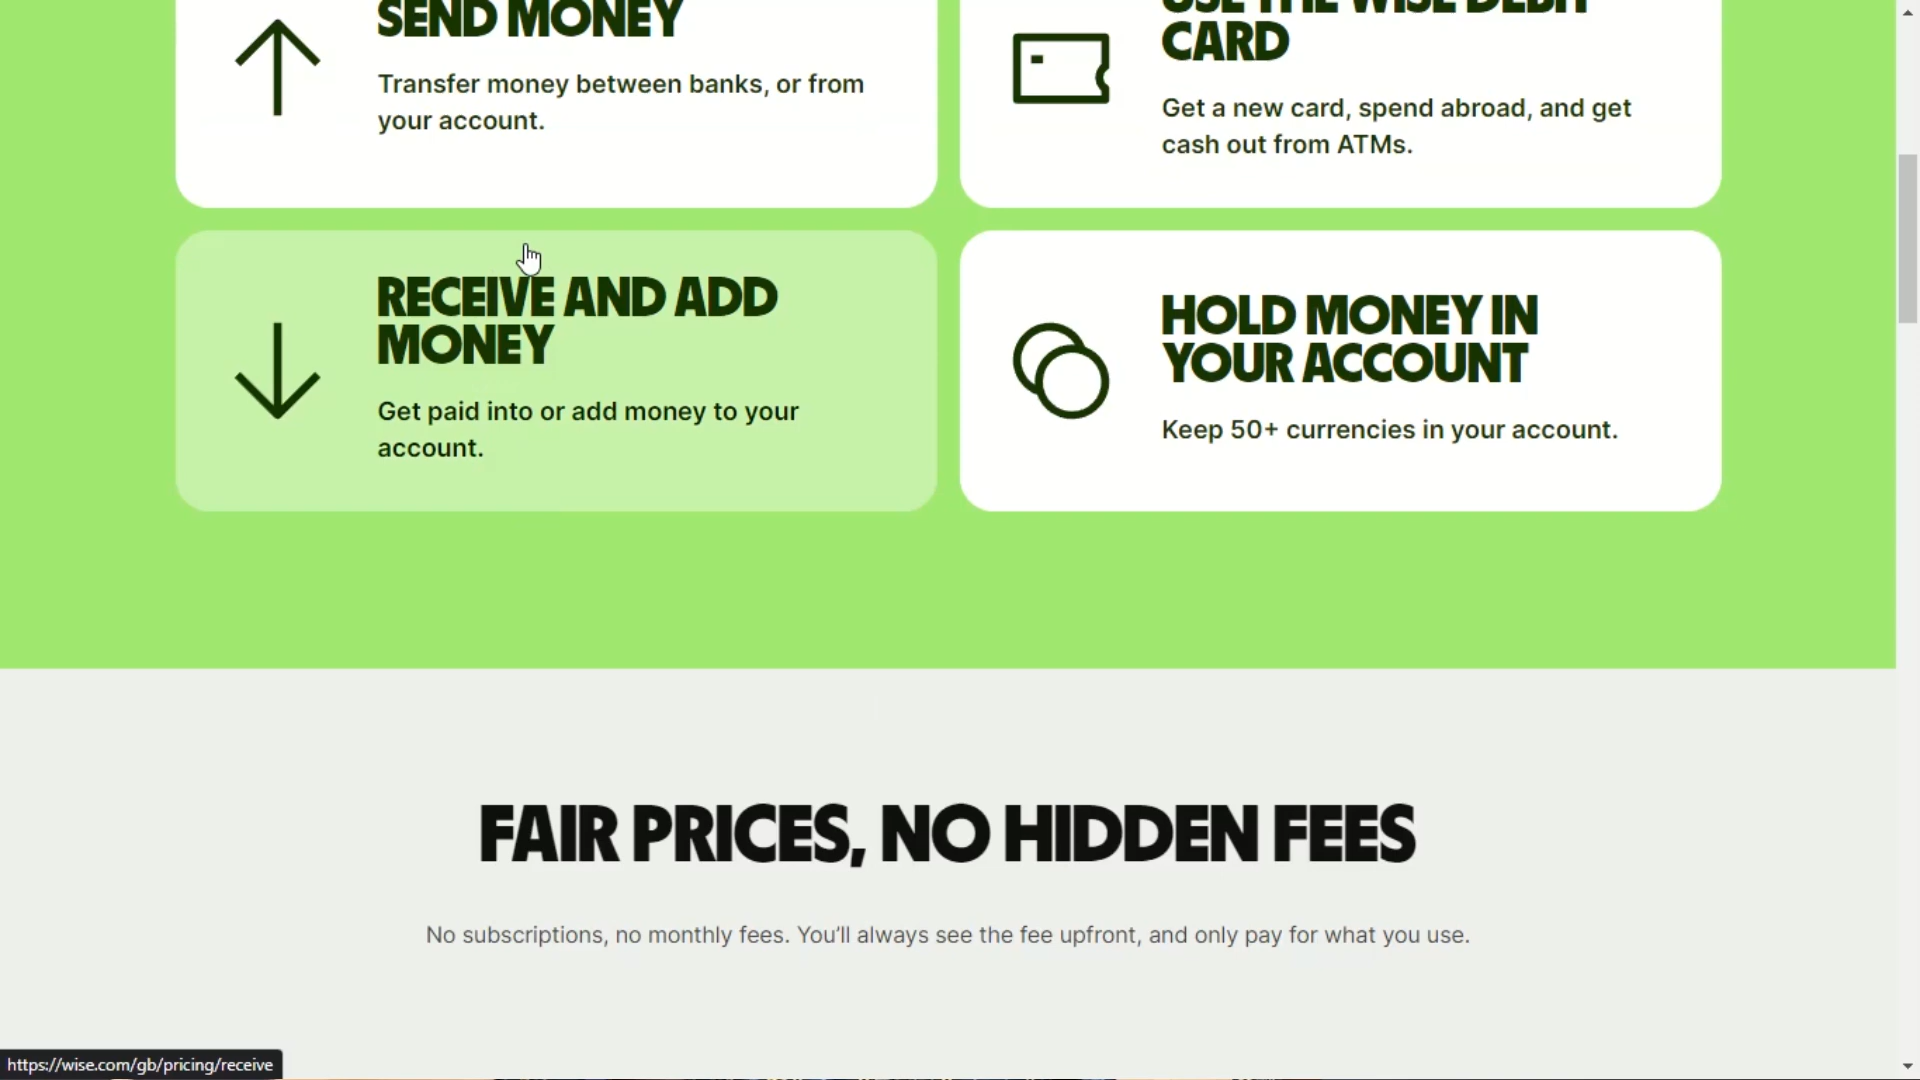 SEND MONEY
Transfer money between banks, or from
your account.
USE THE WISE DEBIT
CARD
Get a new card, spend abroad, and get
cash out from ATMs.
RECEIVE AND ADD
MONEY
Get paid into or add money to your
account.
HOLD MONEY IN
YOUR ACCOUNT
Keep 50+ currencies in your account.
FAIR PRICES, NO HIDDEN FEES
No subscriptions, no monthly fees. You'll always see the fee upfront, and only pay for what you use.
https://wise.com/gb/pricing/receive